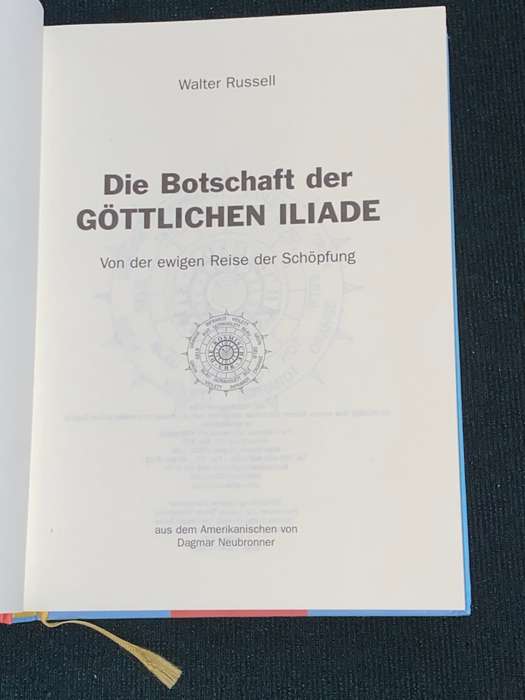 Walter Russell
Die Botschaft der
GÖTTLICHEN ILIADE
Von der ewigen Reise der Schöpfung
aus dem Amerikanischen von
Dagmar Neubronner